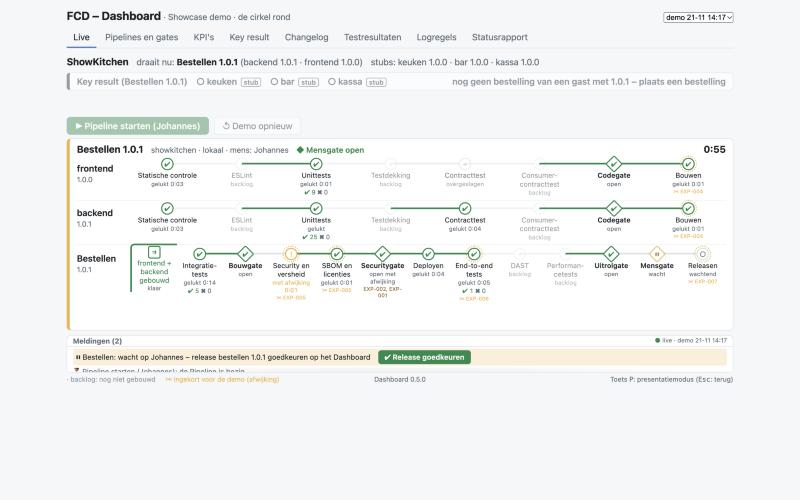 FCD – Dashboard · Showcase demo · de cirkel rond
demo 21-11 14:17
Live Pipelines en gates KPI's Key result Changelog Testresultaten Logregels Statusrapport
ShowKitchen draait nu: Bestellen 1.0.1 (backend 1.0.1 · frontend 1.0.0) stubs: keuken 1.0.0 · bar 1.0.0 · kassa 1.0.0
Key result (Bestellen 1.0.1) keuken stub bar stub kassa stub nog geen bestelling van een gast met 1.0.1 – plaats een bestelling
▶ Pipeline starten (Johannes) ↺ Demo opnieuw
Bestellen 1.0.1 showkitchen · lokaal · mens: Johannes ◆ Mensgate open 0:55
frontend
1.0.0
Statische controle ESLint Unittests Testdekking Contracttest Consumer-contracttest Codegate Bouwen
gelukt 0:03 backlog gelukt 0:01 backlog overgeslagen backlog open gelukt 0:01
✔ 9 ✖ 0 ✂ EXP-004
backend
1.0.1
Statische controle ESLint Unittests Testdekking Contracttest Consumer-contracttest Codegate Bouwen
gelukt 0:03 backlog gelukt backlog gelukt 0:04 backlog open gelukt 0:01
✔ 25 ✖ 0 ✂ EXP-004
Bestellen
1.0.1
frontend + backend gebouwd
klaar
Integratie-tests
gelukt 0:14
✔ 5 ✖ 0
Bouwgate
open
Security en versheid
met afwijking 0:01
✂ EXP-005
SBOM en licenties
gelukt 0:01
✂ EXP-005
Securitygate
open met afwijking
EXP-002, EXP-001
Deployen
gelukt 0:04
End-to-end tests
gelukt 0:05
✔ 1 ✖ 0
✂ EXP-006
DAST
backlog
Performan-cetests
backlog
Uitrolgate
open
Mensgate
wacht
Releasen
wachtend
✂ EXP-007
Meldingen (2) live · demo 21-11 14:17
Bestellen: wacht op Johannes – release bestellen 1.0.1 goedkeuren op het Dashboard ✔ Release goedkeuren
Pipeline starten (Johannes): de Pipeline is bezig
· backlog: nog niet gebouwd ✂ ingekort voor de demo (afwijking) Dashboard 0.5.0 Toets P: presentatiemodus (Esc: terug)